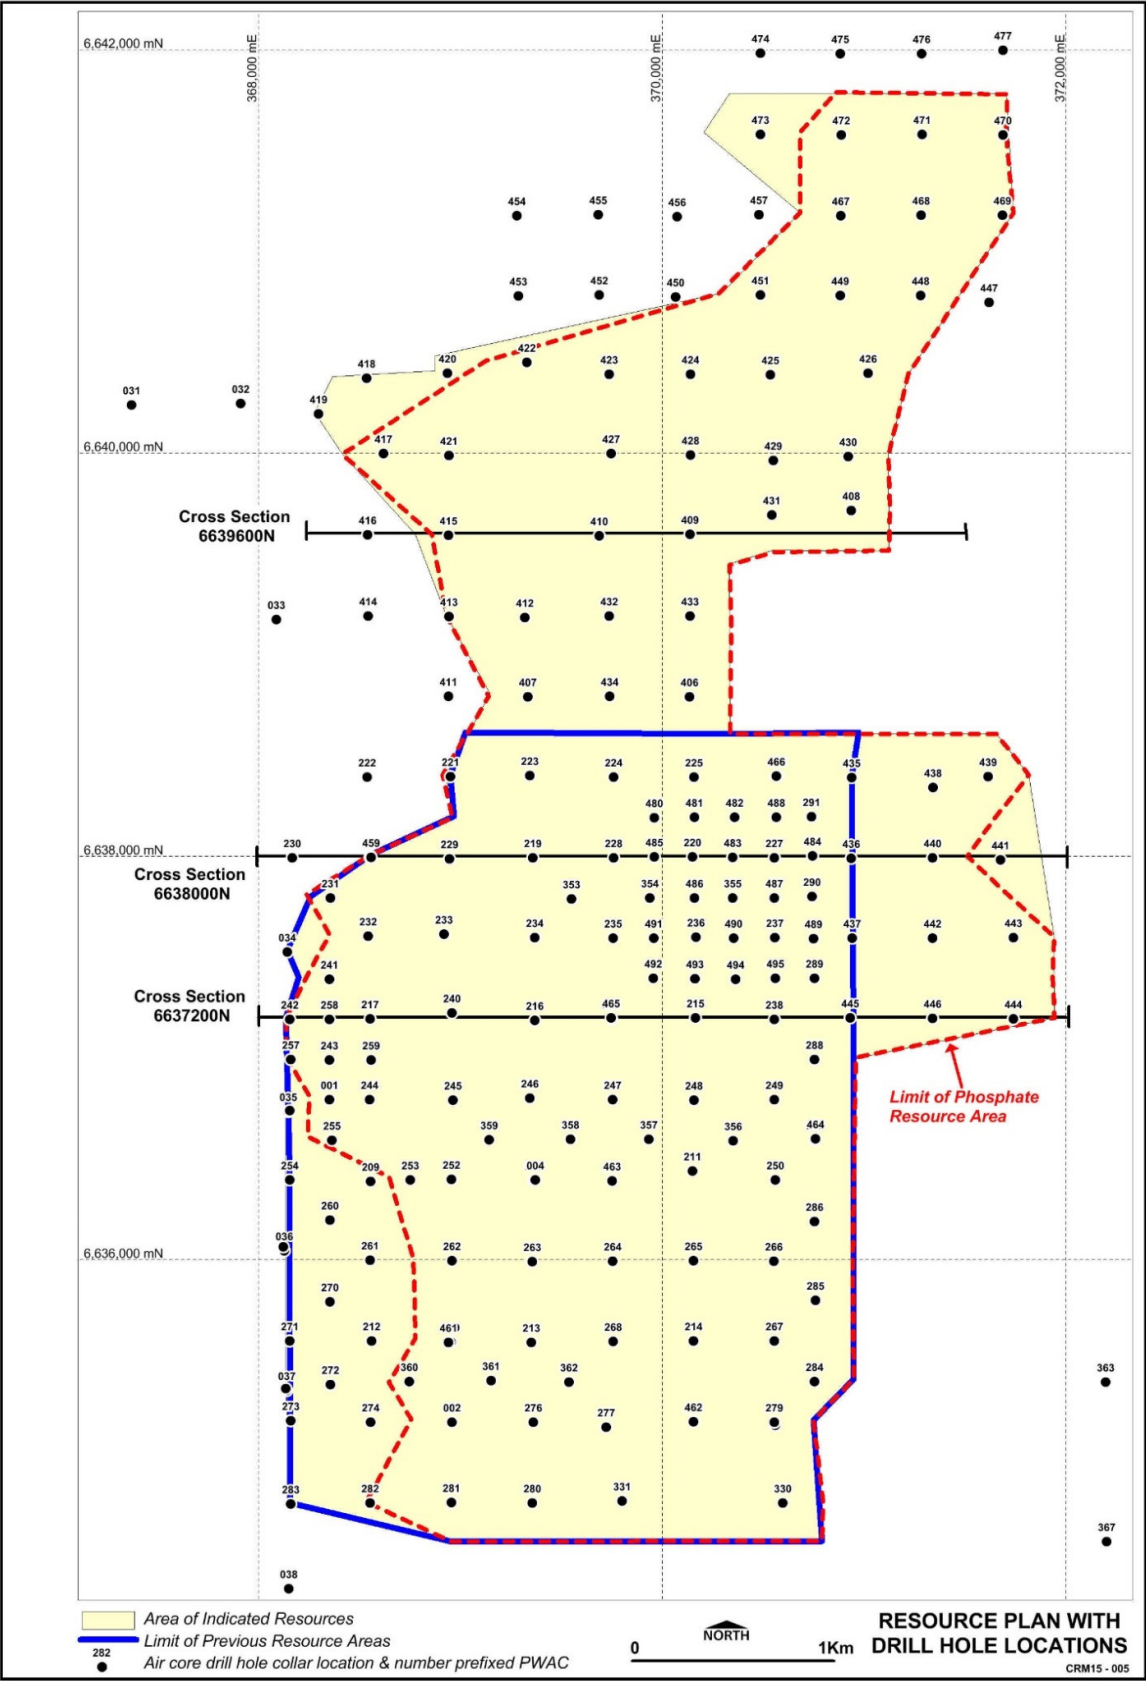 368,000 mE
370,000 mE
372,000 mE
6,642,000 mN
474 475 476 477
473 472 471 470
454 455 456 457 467 468 469
453 452 450 451 449 448 447
422
418 420 423 424 425 426
031 032 419
417 421 427 428 429 430
6,640,000 mN
431 408
Cross Section
6639600N
416 415 410 409
033 414 413 412 432 433
411 407 434 406
222 221 223 224 225 466 435 438 439
480 481 482 488 291
6,638,000 mN
230 459 229 219 228 485 220 483 227 484 436 440 441
Cross Section
6638000N
231 353 354 486 355 487 290
034 232 233 234 235 491 236 490 237 489 437 442 443
241 492 493 494 495 289
Cross Section
6637200N
242 258 217 240 216 465 215 238 445 446 444
257 243 259 288
Limit of Phosphate
Resource Area
035 001 244 245 246 247 248 249
255 359 358 357 356 464
254 209 253 252 004 463 211 250
260 286
036
6,636,000 mN
261 262 263 264 265 266
270 285
271 212 461 213 268 214 267
037 272 360 361 362 284 363
273 274 002 276 277 462 279
283 282 281 280 331 330
367
038
Area of Indicated Resources
Limit of Previous Resource Areas
282
Air core drill hole collar location & number prefixed PWAC
NORTH
0 1Km
RESOURCE PLAN WITH
DRILL HOLE LOCATIONS
CRM15 - 005